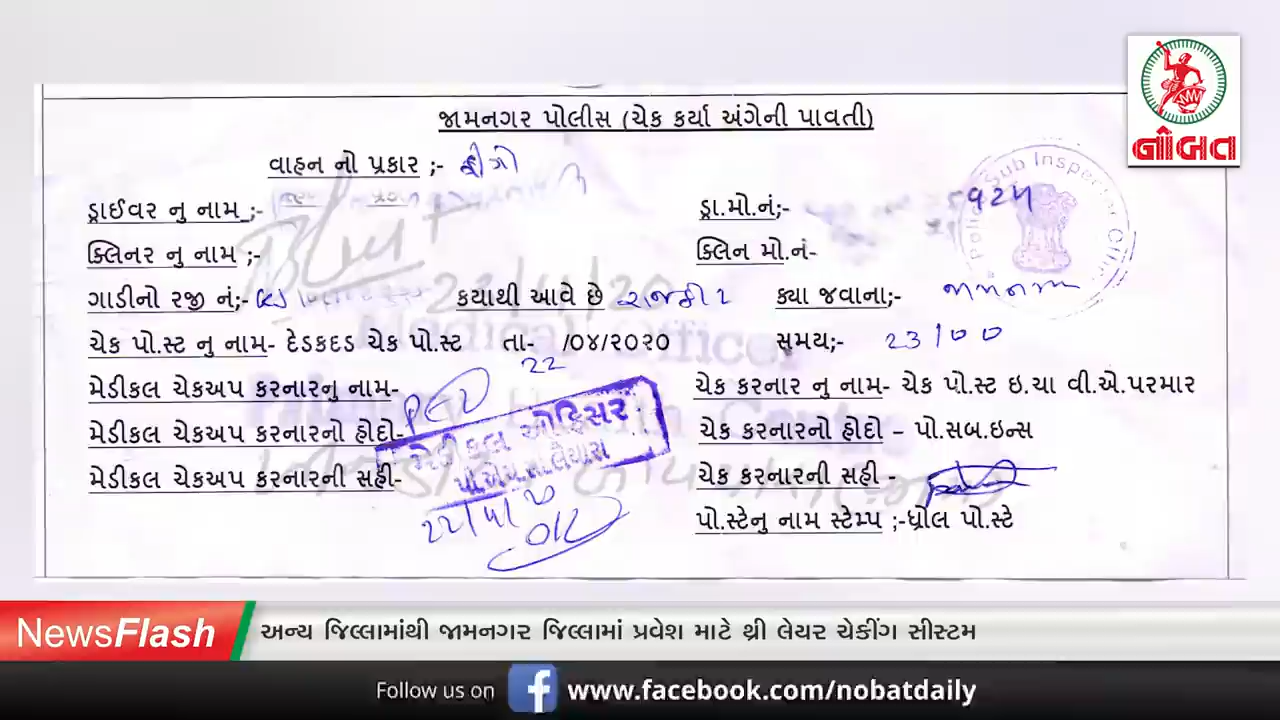 નોબત
જામનગર પોલીસ (ચેક કર્યા અંગેની પાવતી)
વાહન નો પ્રકાર ;-
ડ્રાઈવર નુ નામ ;- ડ્રા.મો.નં;-
ક્લિનર નુ નામ ;- ક્લિન મો.નં-
ગાડીનો રજી નં;- કયાથી આવે છે રાજકોટ ક્યા જવાના;- જામનગર
ચેક પો.સ્ટ નુ નામ- દેડકદડ ચેક પો.સ્ટ તા- 22 /૦૪/૨૦૨૦ સમય;- 23/00
મેડીકલ ચેકઅપ કરનારનુ નામ- ચેક કરનાર નુ નામ- ચેક પો.સ્ટ ઇ.ચા વી.એ.પરમાર
મેડીકલ ચેકઅપ કરનારનો હોદો- ચેક કરનારનો હોદો – પો.સબ.ઇન્સ
મેડીકલ ઓફિસર
મેડીકલ ચેકઅપ કરનારની સહી- ચેક કરનારની સહી -
OK
પો.સ્ટેનુ નામ સ્ટેમ્પ ;-ધ્રોલ પો.સ્ટે
NewsFlash અન્ય જિલ્લામાંથી જામનગર જિલ્લામાં પ્રવેશ માટે થ્રી લેયર ચેકીંગ સીસ્ટમ
Follow us on www.facebook.com/nobatdaily